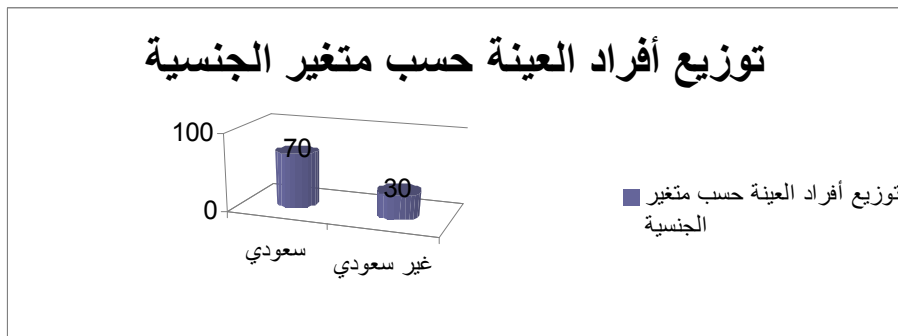 توزيع أفراد العينة حسب متغير الجنسية
100
70
30
0
سعودي
غير سعودي
توزيع أفراد العينة حسب متغير
الجنسية